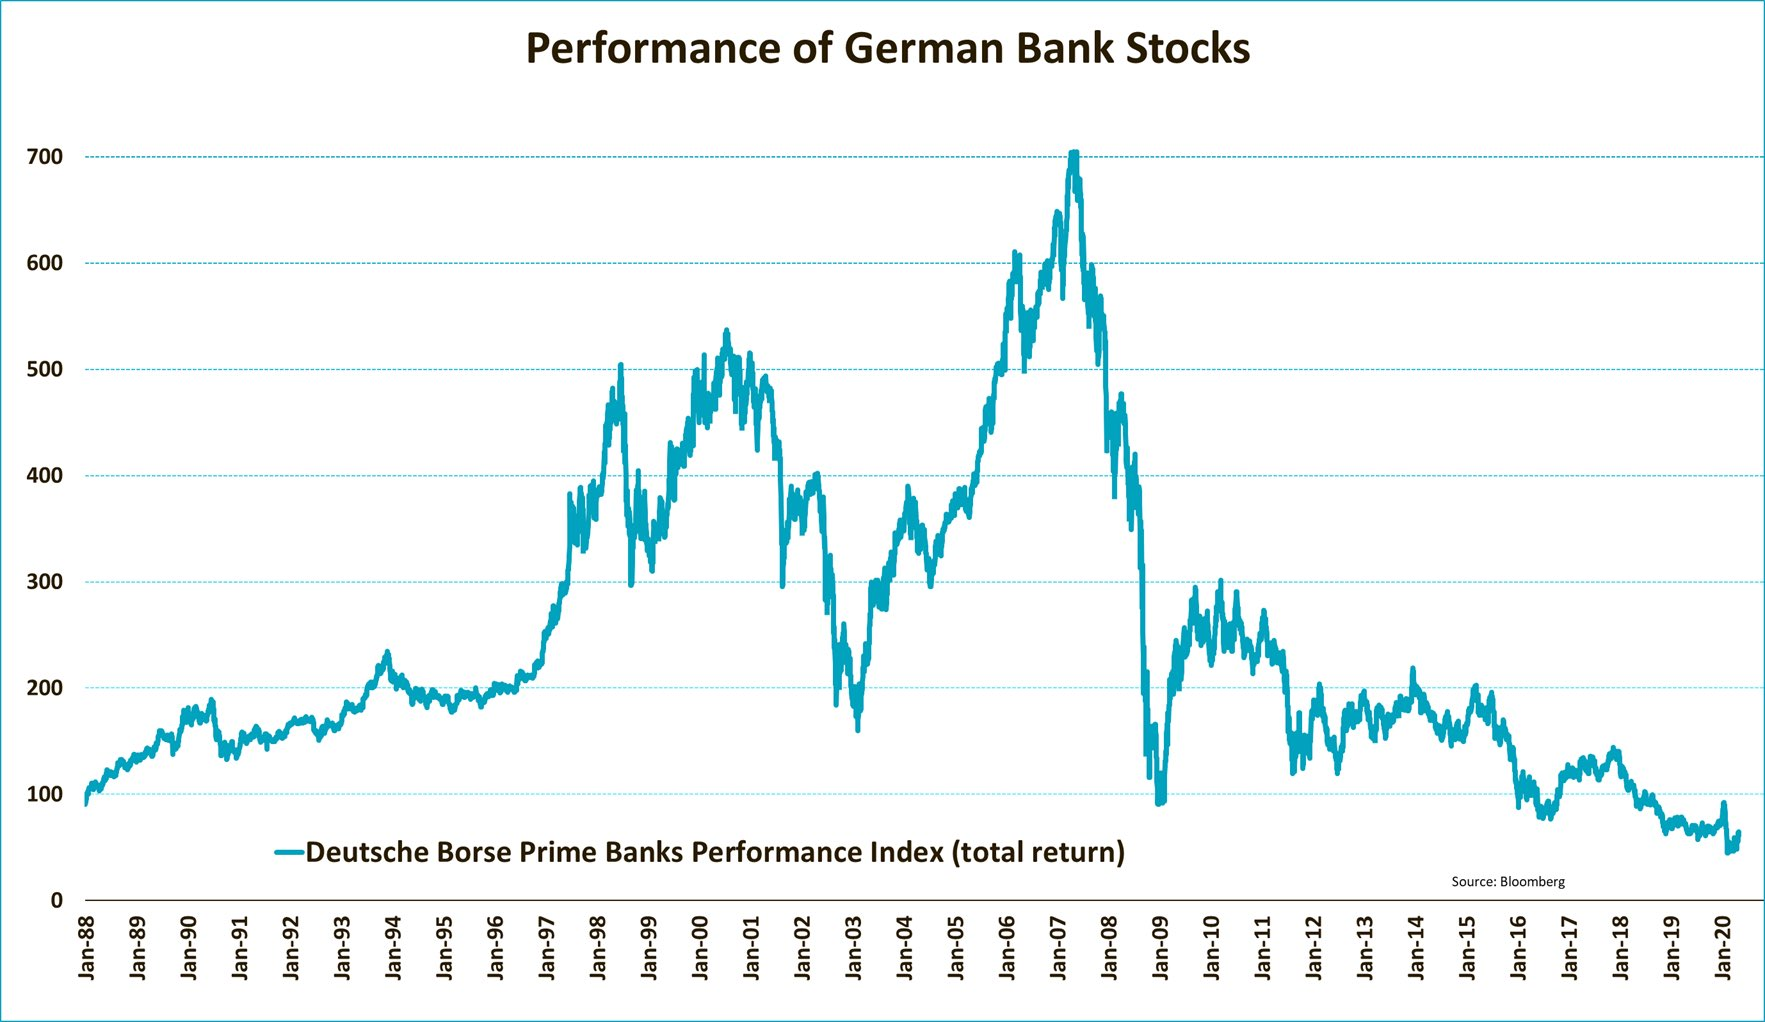 Performance of German Bank Stocks
700
600
500
400
300
200
100
0
Deutsche Borse Prime Banks Performance Index (total return)
Source: Bloomberg
Jan-88
Jan-89
Jan-90
Jan-91
Jan-92
Jan-93
Jan-94
Jan-95
Jan-96
Jan-97
Jan-98
Jan-99
Jan-00
Jan-01
Jan-02
Jan-03
Jan-04
Jan-05
Jan-06
Jan-07
Jan-08
Jan-09
Jan-10
Jan-11
Jan-12
Jan-13
Jan-14
Jan-15
Jan-16
Jan-17
Jan-18
Jan-19
Jan-20